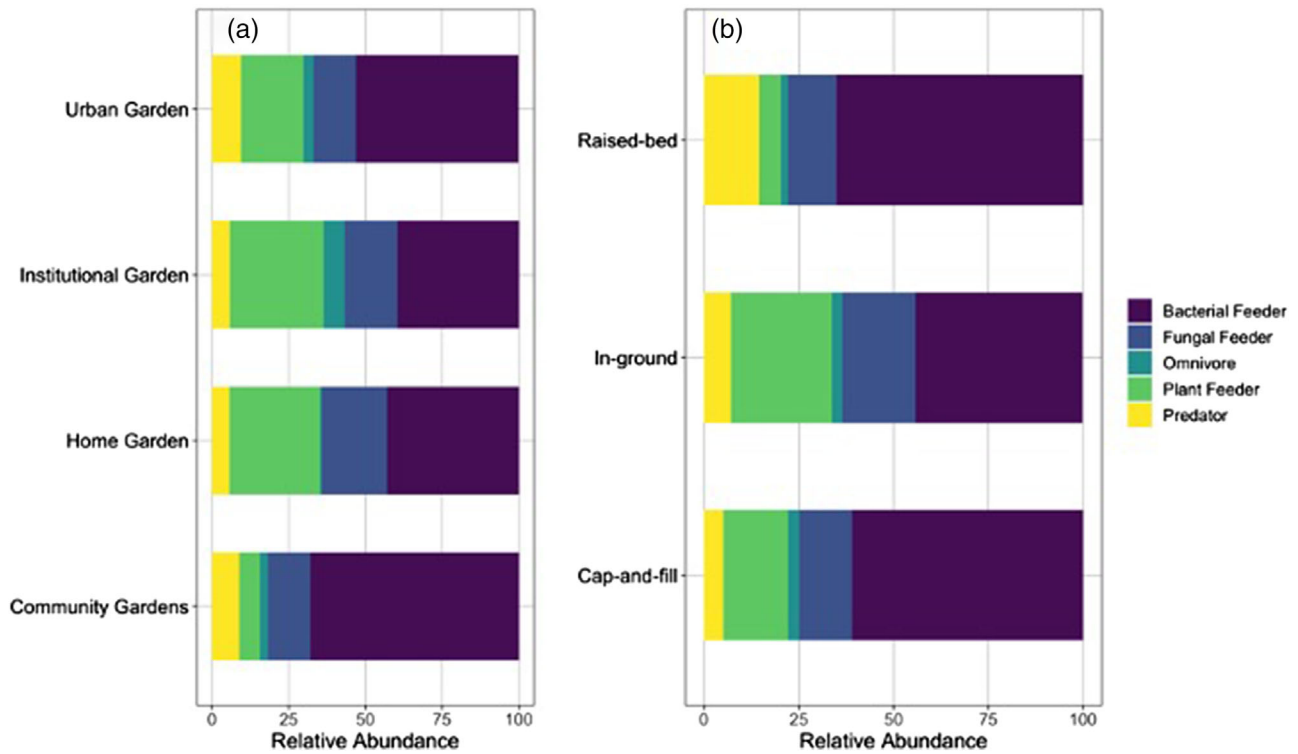 (a)
Urban Garden
Institutional Garden
Home Garden
Community Gardens
0 25 50 75 100
Relative Abundance
(b)
Raised-bed
In-ground
Cap-and-fill
0 25 50 75 100
Relative Abundance
Bacterial Feeder
Fungal Feeder
Omnivore
Plant Feeder
Predator